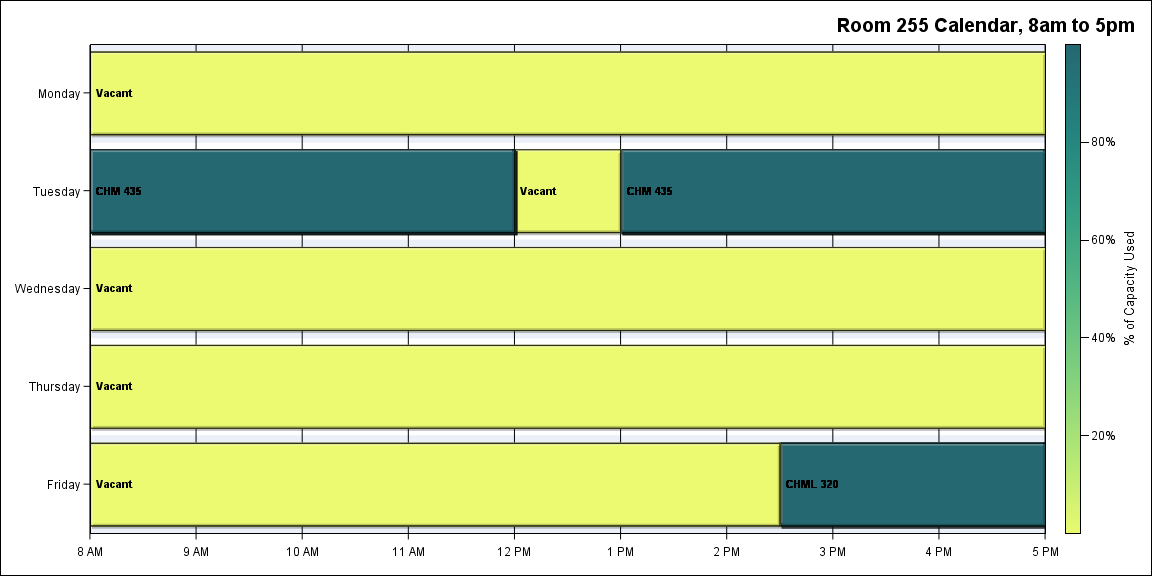 Room 255 Calendar, 8am to 5pm
Monday
Vacant
Tuesday
CHM 435
Vacant
CHM 435
Wednesday
Vacant
Thursday
Vacant
Friday
Vacant
CHML 320
8 AM
9 AM
10 AM
11 AM
12 PM
1 PM
2 PM
3 PM
4 PM
5 PM
80%
60%
40%
20%
% of Capacity Used